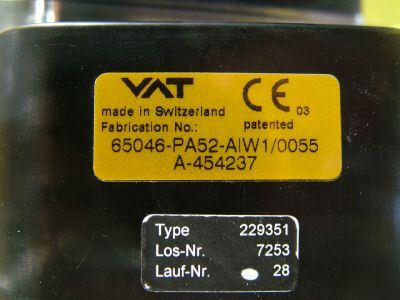 VAT
made in Switzerland CE 03
Fabrication No.: patented
65046-PA52-AIW1/0055
A-454237
Type 229351
Los-Nr. 7253
Lauf-Nr. 28